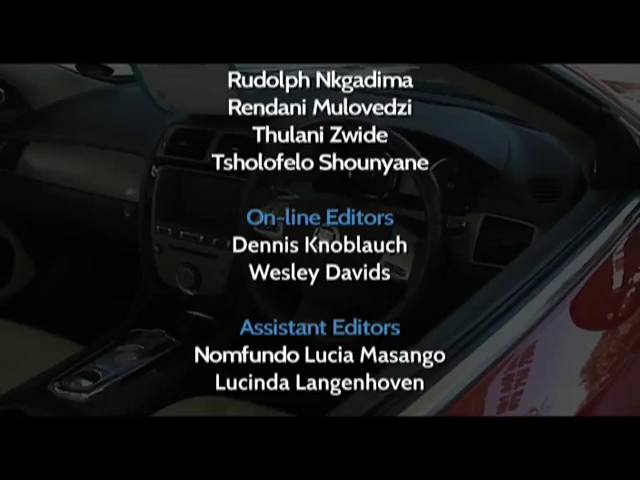 Rudolph Nkgadima
Rendani Mulovedzi
Thulani Zwide
Tsholofelo Shounyane
On-line Editors
Dennis Knoblauch
Wesley Davids
Assistant Editors
Nomfundo Lucia Masango
Lucinda Langenhoven